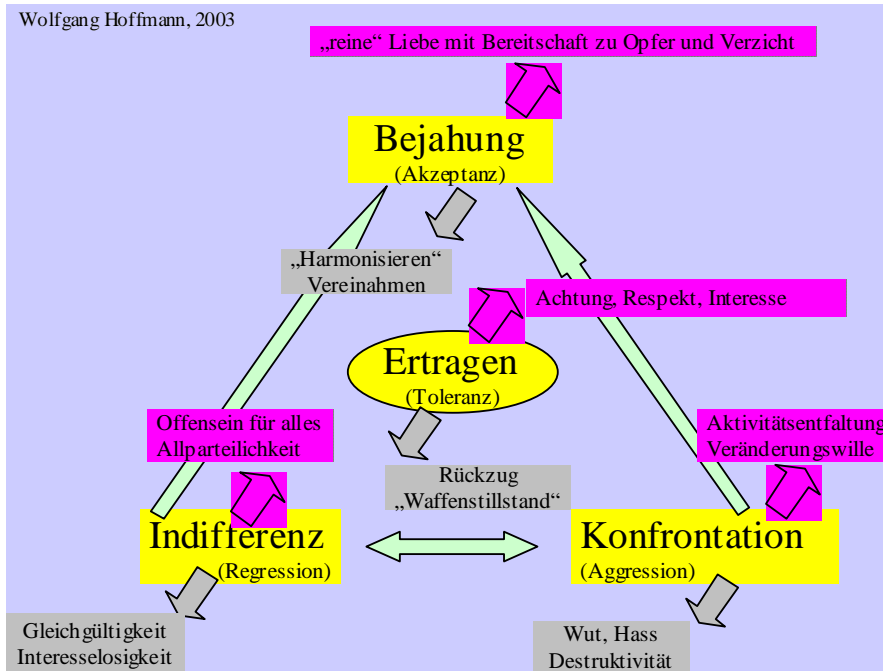 Wolfgang Hoffmann, 2003
„reine“ Liebe mit Bereitschaft zu Opfer und Verzicht
Bejahung
(Akzeptanz)
„Harmonisieren“
Vereinahmen
Achtung, Respekt, Interesse
Ertragen
(Toleranz)
Offensein für alles
Allparteilichkeit
Aktivitätsentfaltung
Veränderungswille
Rückzug
„Waffenstillstand“
Indifferenz
(Regression)
Konfrontation
(Aggression)
Gleichgültigkeit
Interesselosigkeit
Wut, Hass
Destruktivität